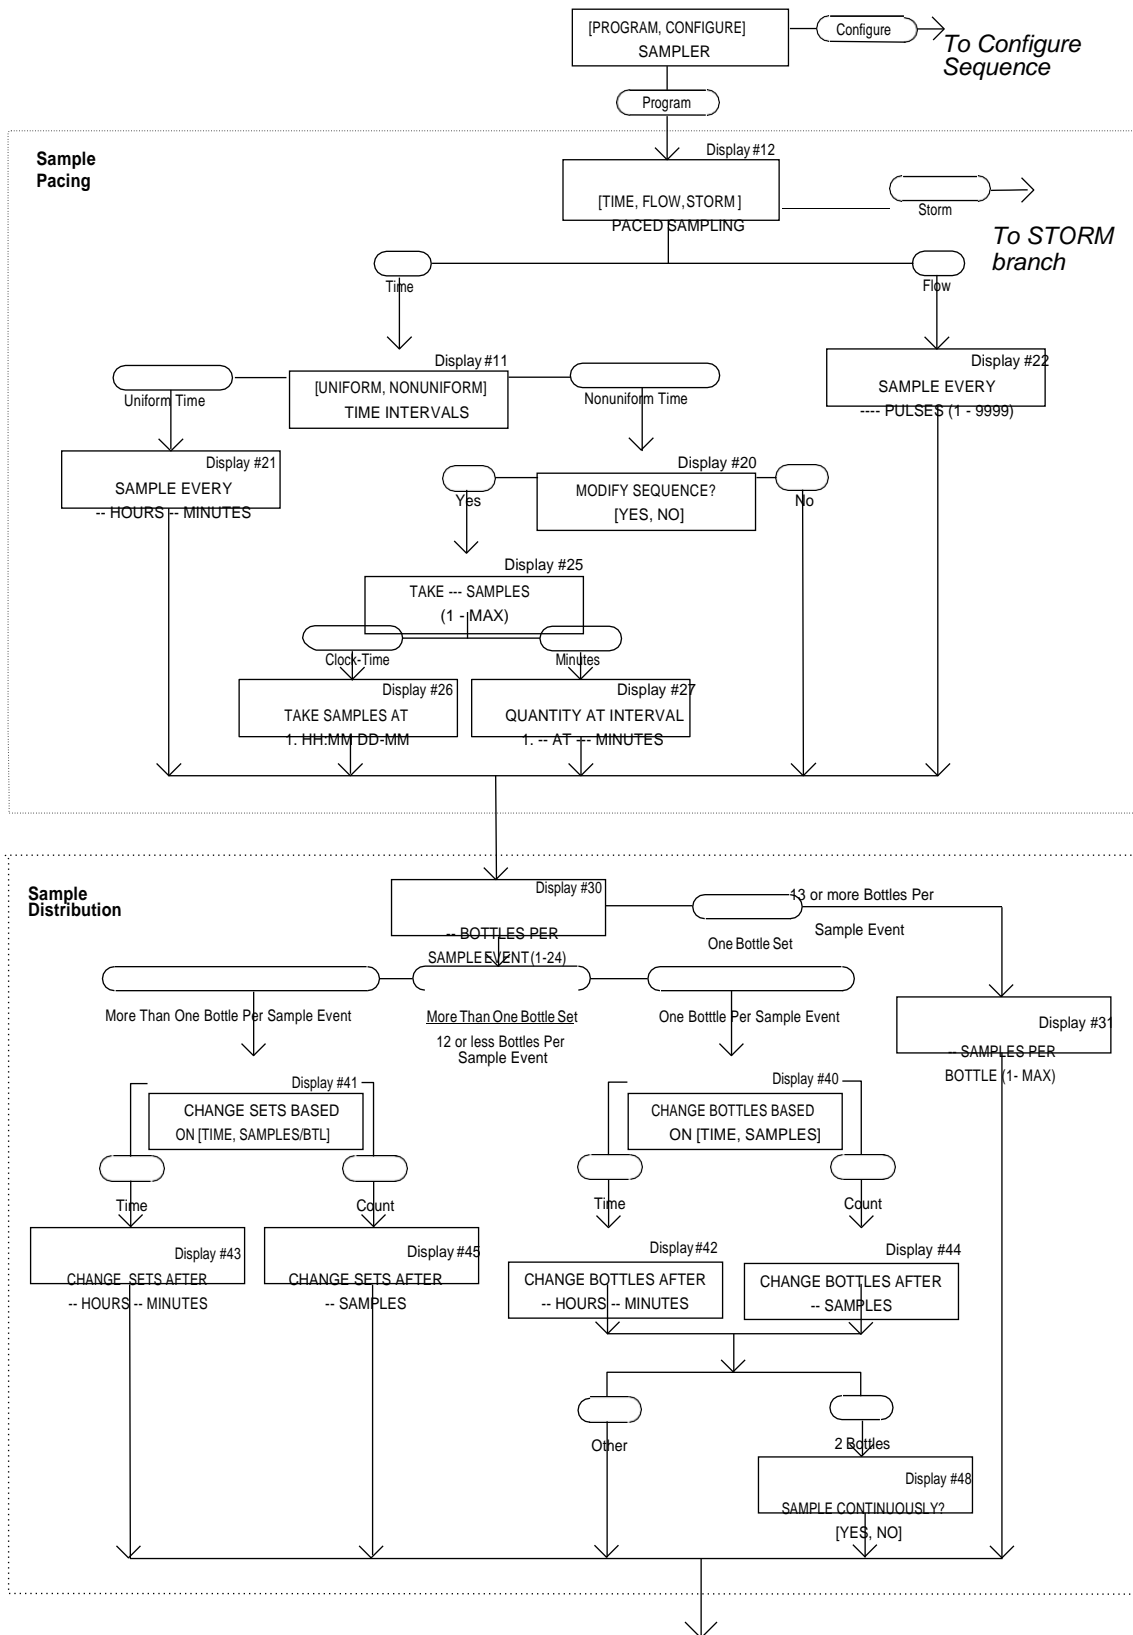 [PROGRAM, CONFIGURE]
SAMPLER
Configure
To Configure
Sequence
Program
Sample
Pacing
Display #12
[TIME, FLOW, STORM ]
PACED SAMPLING
Storm
To STORM
branch
Time
Flow
Display #11
[UNIFORM, NONUNIFORM]
TIME INTERVALS
Uniform Time
Nonuniform Time
Display #22
SAMPLE EVERY
---- PULSES (1 - 9999)
Display #21
SAMPLE EVERY
-- HOURS -- MINUTES
Display #20
MODIFY SEQUENCE?
[YES, NO]
Yes
No
Display #25
TAKE --- SAMPLES
(1 - MAX)
Clock-Time
Minutes
Display #26
TAKE SAMPLES AT
1. HH:MM DD-MM
Display #27
QUANTITY AT INTERVAL
1. -- AT --- MINUTES
Sample
Distribution
Display #30
-- BOTTLES PER
SAMPLE EVENT (1-24)
13 or more Bottles Per
Sample Event
One Bottle Set
More Than One Bottle Per Sample Event
More Than One Bottle Set
12 or less Bottles Per
Sample Event
One Botttle Per Sample Event
Display #31
-- SAMPLES PER
BOTTLE (1- MAX)
Display #41
CHANGE SETS BASED
ON [TIME, SAMPLES/BTL]
Display #40
CHANGE BOTTLES BASED
ON [TIME, SAMPLES]
Time
Count
Time
Count
Display #43
CHANGE SETS AFTER
-- HOURS -- MINUTES
Display #45
CHANGE SETS AFTER
-- SAMPLES
Display #42
CHANGE BOTTLES AFTER
-- HOURS -- MINUTES
Display #44
CHANGE BOTTLES AFTER
-- SAMPLES
Other
2 Bottles
Display #48
SAMPLE CONTINUOUSLY?
[YES, NO]